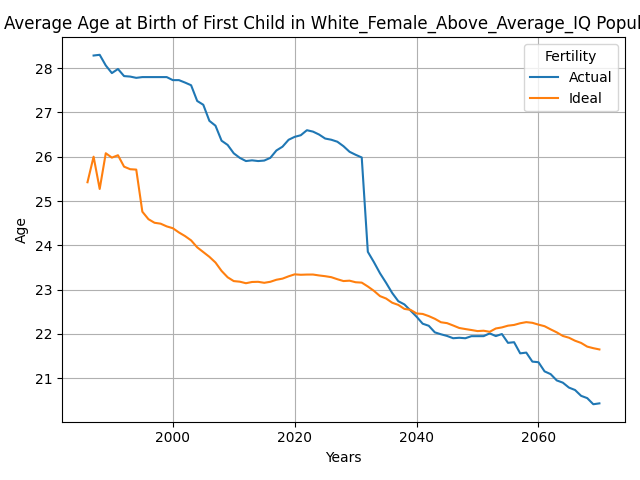 Average Age at Birth of First Child in White_Female_Above_Average_IQ Popul
Fertility
Actual
Ideal
28
27
26
25
24
23
22
21
Age
2000
2020
2040
2060
Years